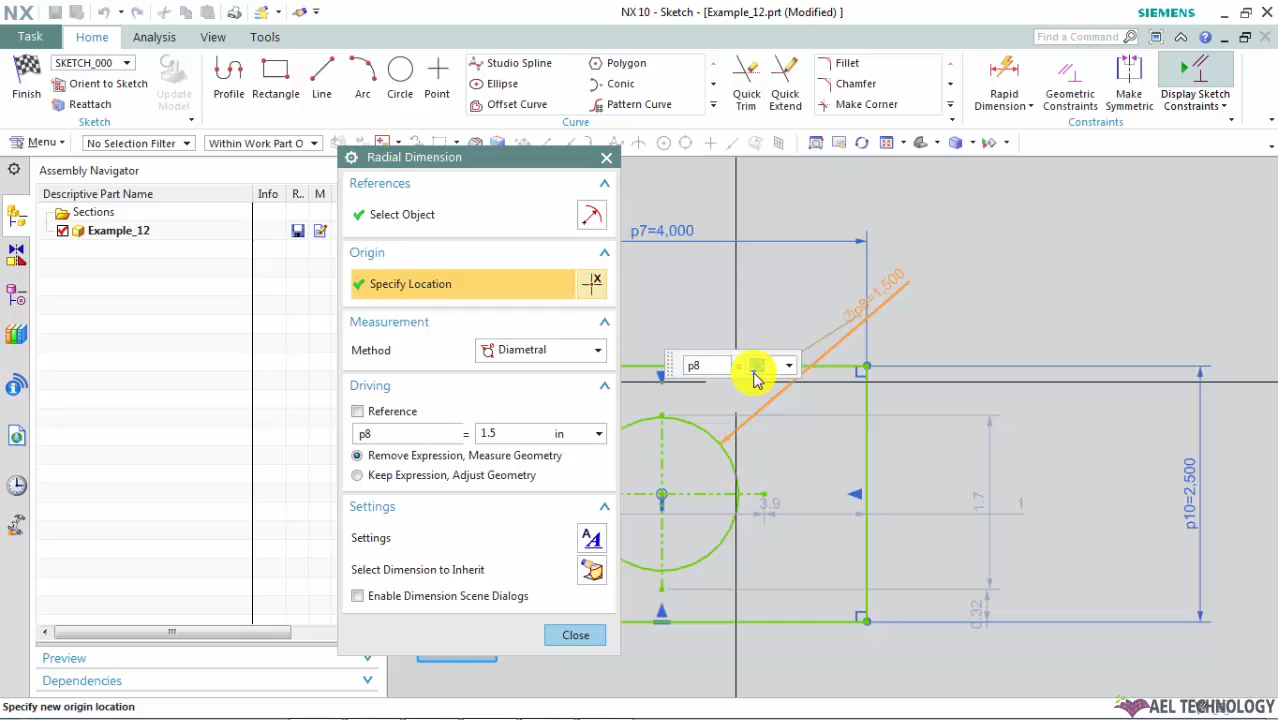 NX
NX 10 - Sketch - [Example_12.prt (Modified) ]
SIEMENS
Task
Home
Analysis
View
Tools
Find a Command
SKETCH_000
Orient to Sketch
Reattach
Finish
Update
Model
Sketch
Profile
Rectangle
Line
Arc
Circle
Point
Studio Spline
Ellipse
Offset Curve
Polygon
Conic
Pattern Curve
Quick
Trim
Quick
Extend
Fillet
Chamfer
Make Corner
Curve
Rapid
Dimension
Geometric
Constraints
Make
Symmetric
Display Sketch
Constraints
Constraints
Menu
No Selection Filter
Within Work Part O
Assembly Navigator
Descriptive Part Name
Info
R..
M
Sections
Example_12
Preview
Dependencies
Radial Dimension
References
Select Object
Origin
Specify Location
Measurement
Method
Diametral
Driving
Reference
p8
=
1.5
in
Remove Expression, Measure Geometry
Keep Expression, Adjust Geometry
Settings
Settings
Select Dimension to Inherit
Enable Dimension Scene Dialogs
Close
p7=4,000
∅p8=1,500
p8
=
3.9
1.7
1
0.32
p10=2,500
Specify new origin location
AEL TECHNOLOGY